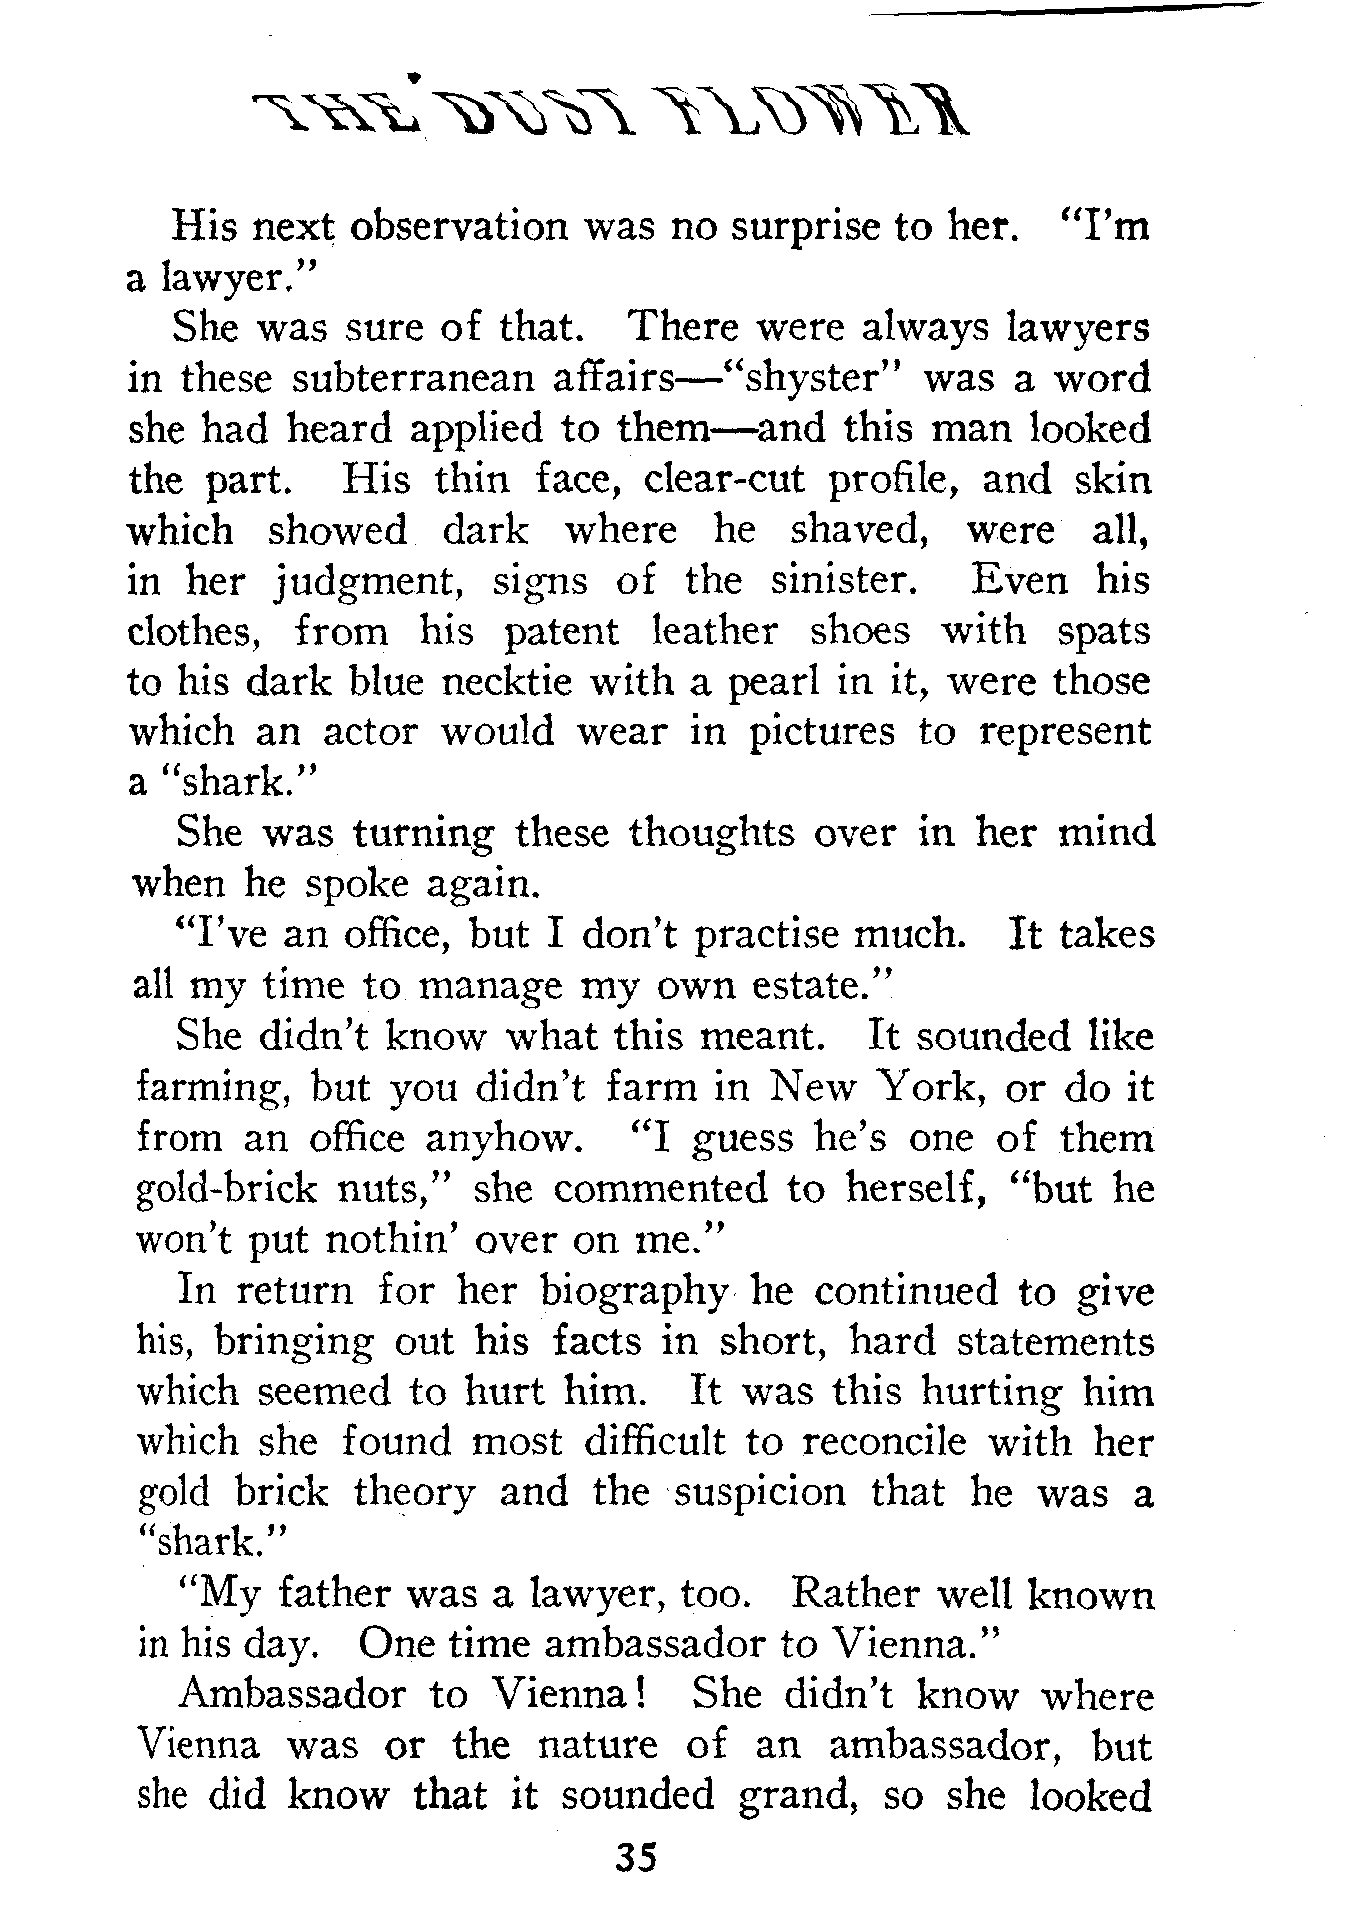 THE DUST FLOWER
His next observation was no surprise to her. “I’m
a lawyer.”
She was sure of that. There were always lawyers
in these subterranean affairs—“shyster” was a word
she had heard applied to them—and this man looked
the part. His thin face, clear-cut profile, and skin
which showed dark where he shaved, were all,
in her judgment, signs of the sinister. Even his
clothes, from his patent leather shoes with spats
to his dark blue necktie with a pearl in it, were those
which an actor would wear in pictures to represent
a “shark.”
She was turning these thoughts over in her mind
when he spoke again.
“I’ve an office, but I don’t practise much. It takes
all my time to manage my own estate.”
She didn’t know what this meant. It sounded like
farming, but you didn’t farm in New York, or do it
from an office anyhow. “I guess he’s one of them
gold-brick nuts,” she commented to herself, “but he
won’t put nothin’ over on me.”
In return for her biography he continued to give
his, bringing out his facts in short, hard statements
which seemed to hurt him. It was this hurting him
which she found most difficult to reconcile with her
gold brick theory and the suspicion that he was a
“shark.”
“My father was a lawyer, too. Rather well known
in his day. One time ambassador to Vienna.”
Ambassador to Vienna! She didn’t know where
Vienna was or the nature of an ambassador, but
she did know that it sounded grand, so she looked
35